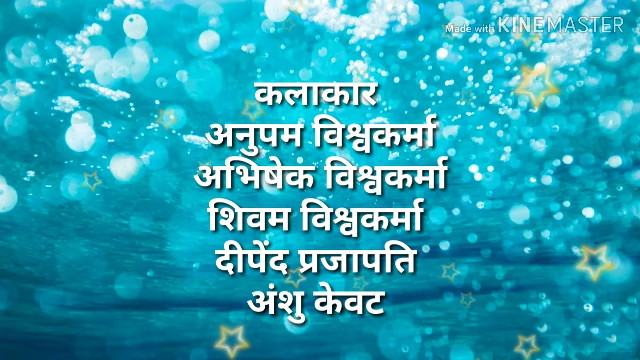 Made with KINEMASTER
कलाकार
अनुपम विश्वकर्मा
अभिषेक विश्वकर्मा
शिवम विश्वकर्मा
दीपेंद प्रजापति
अंशु केवट